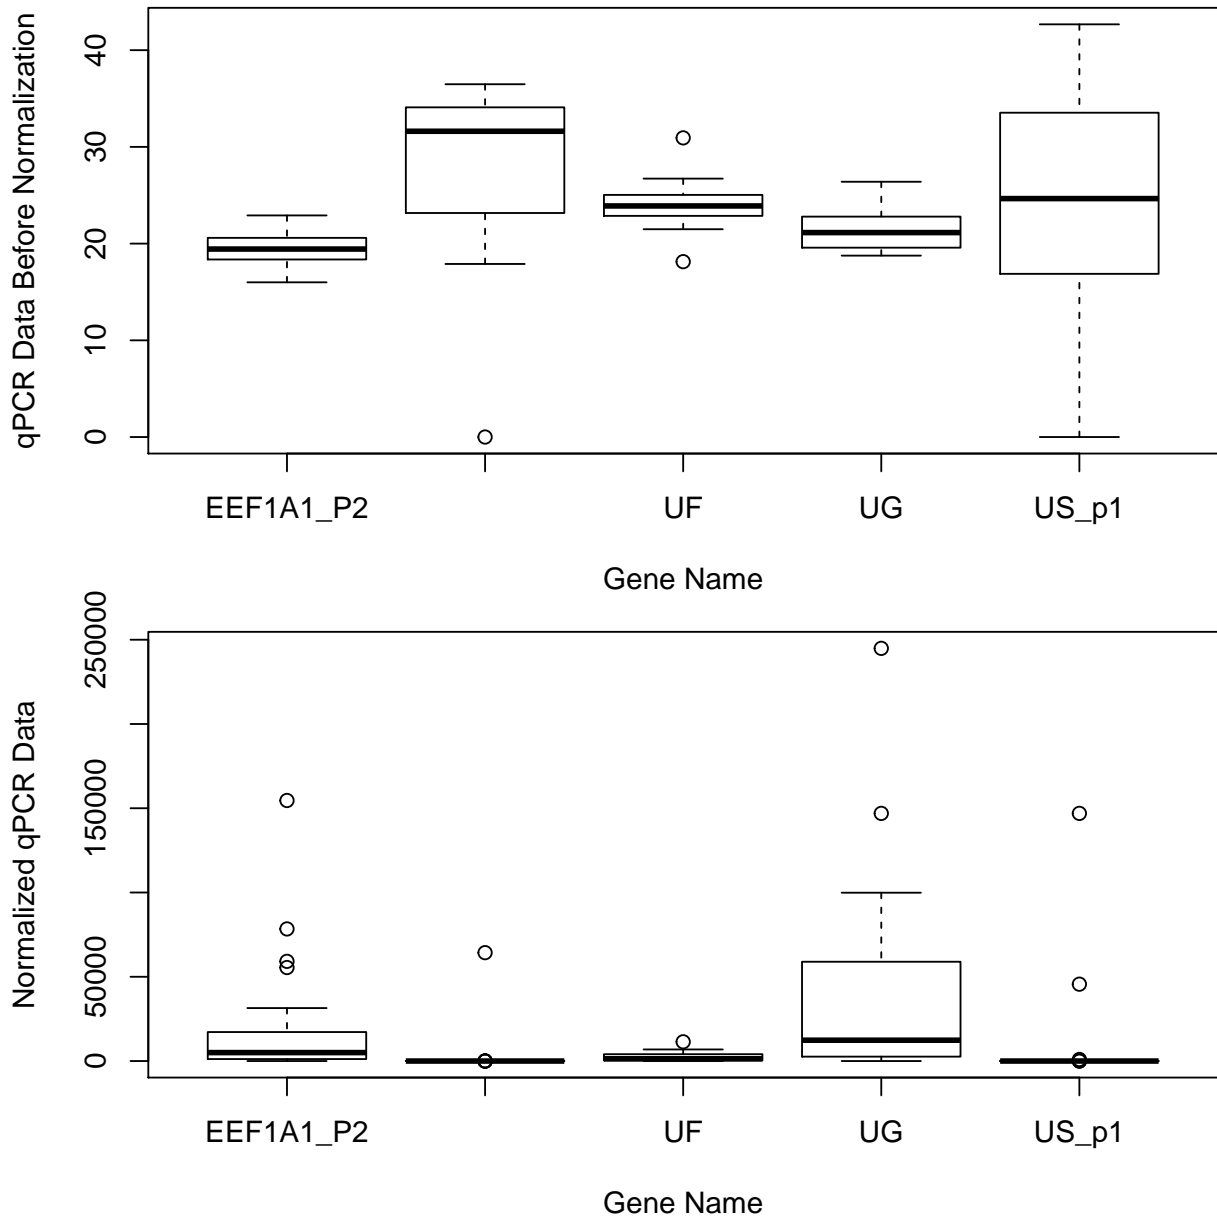 qPCR Data Before Normalization
40
30
20
10
0
EEF1A1_P2 UF UG US_p1
Gene Name
Normalized qPCR Data
250000
150000
50000
0
EEF1A1_P2 UF UG US_p1
Gene Name